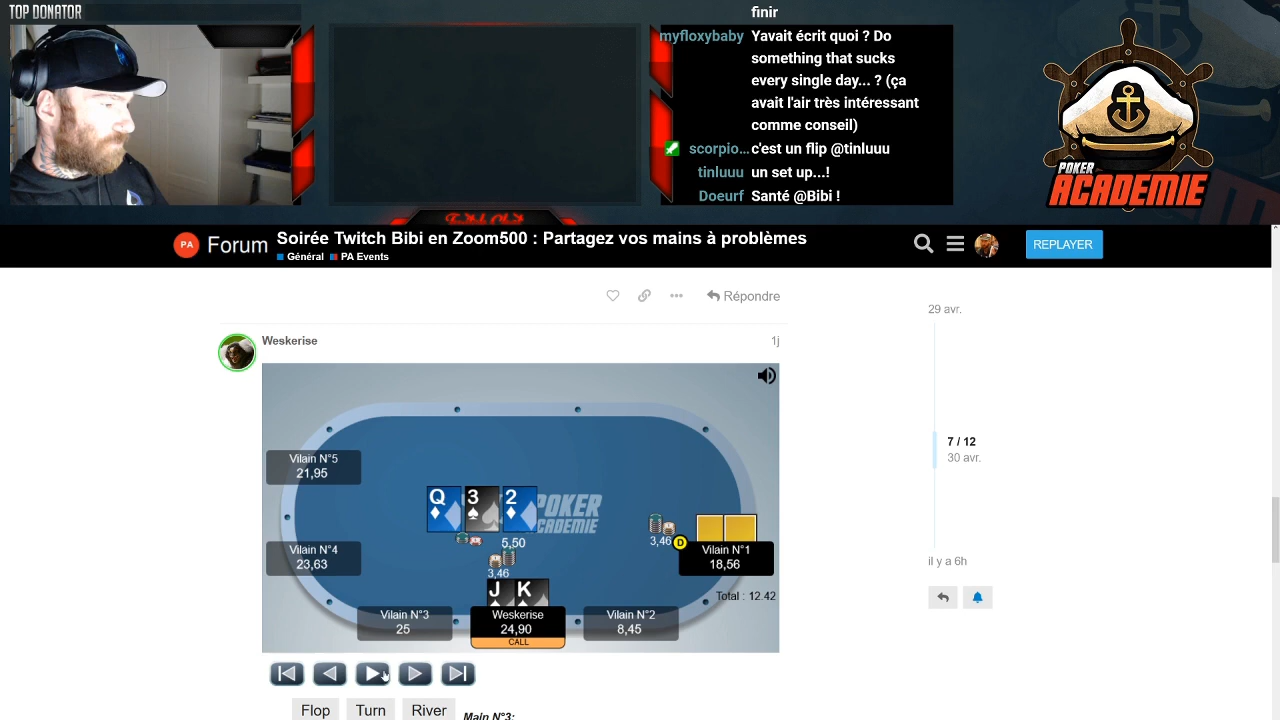 TOP DONATOR
finir
myfloxybaby Yavait écrit quoi ? Do
something that sucks
every single day... ? (ça
avait l'air très intéressant
comme conseil)
scorpio... c'est un flip @tinluuu
tinluuu un set up...!
Doeurf Santé @Bibi !
POKER
ACADEMIE
PA Forum
Soirée Twitch Bibi en Zoom500 : Partagez vos mains à problèmes
Général PA Events
REPLAYER
Répondre
29 avr.
Weskerise 1j
Vilain N°5
21,95
Q 3 2
POKER
CADEMIE
5,50
3,46
3,46
D
Vilain N°1
18,56
Vilain N°4
23,63
7 / 12
30 avr.
il y a 6h
J K
Total : 12.42
Vilain N°3
25
Weskerise
24,90
CALL
Vilain N°2
8,45
Flop Turn River Main N°3: